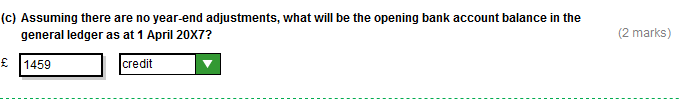 (c) Assuming there are no year-end adjustments, what will be the opening bank account balance in the
general ledger as at 1 April 20X7?
(2 marks)
£ 1459 credit